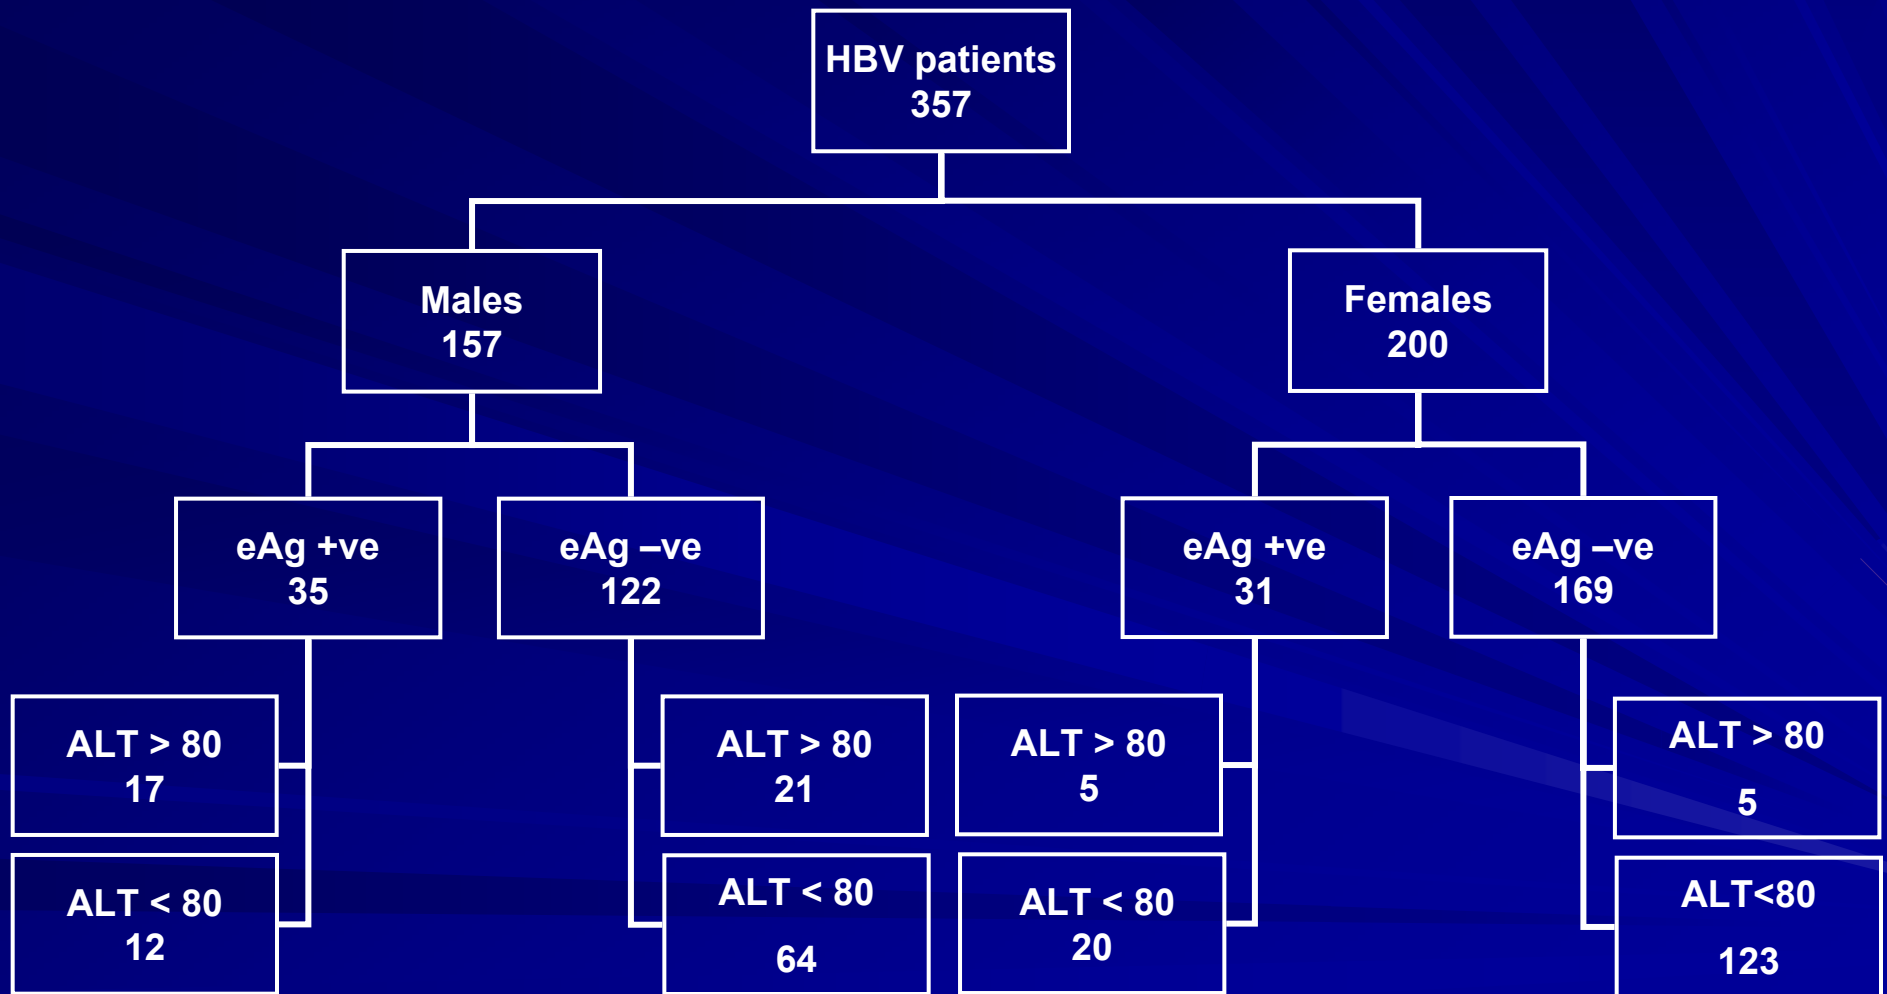 HBV patients
357
Males
157
Females
200
eAg +ve
35
eAg –ve
122
eAg +ve
31
eAg –ve
169
ALT > 80
17
ALT > 80
21
ALT > 80
5
ALT > 80
5
ALT < 80
12
ALT < 80
64
ALT < 80
20
ALT<80
123